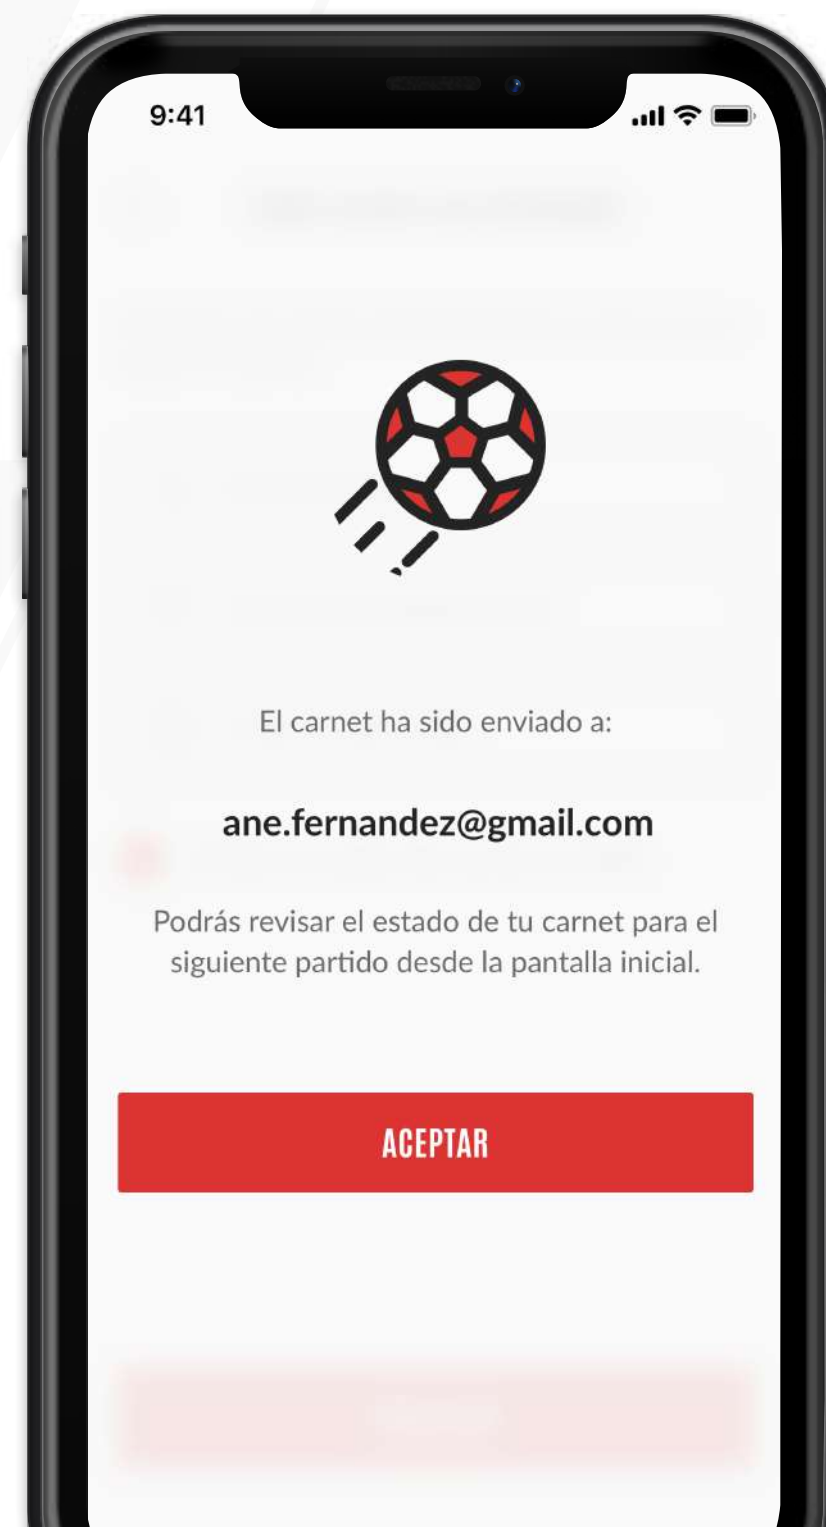 9:41
El carnet ha sido enviado a:
ane.fernandez@gmail.com
Podrás revisar el estado de tu carnet para el
siguiente partido desde la pantalla inicial.
ACEPTAR